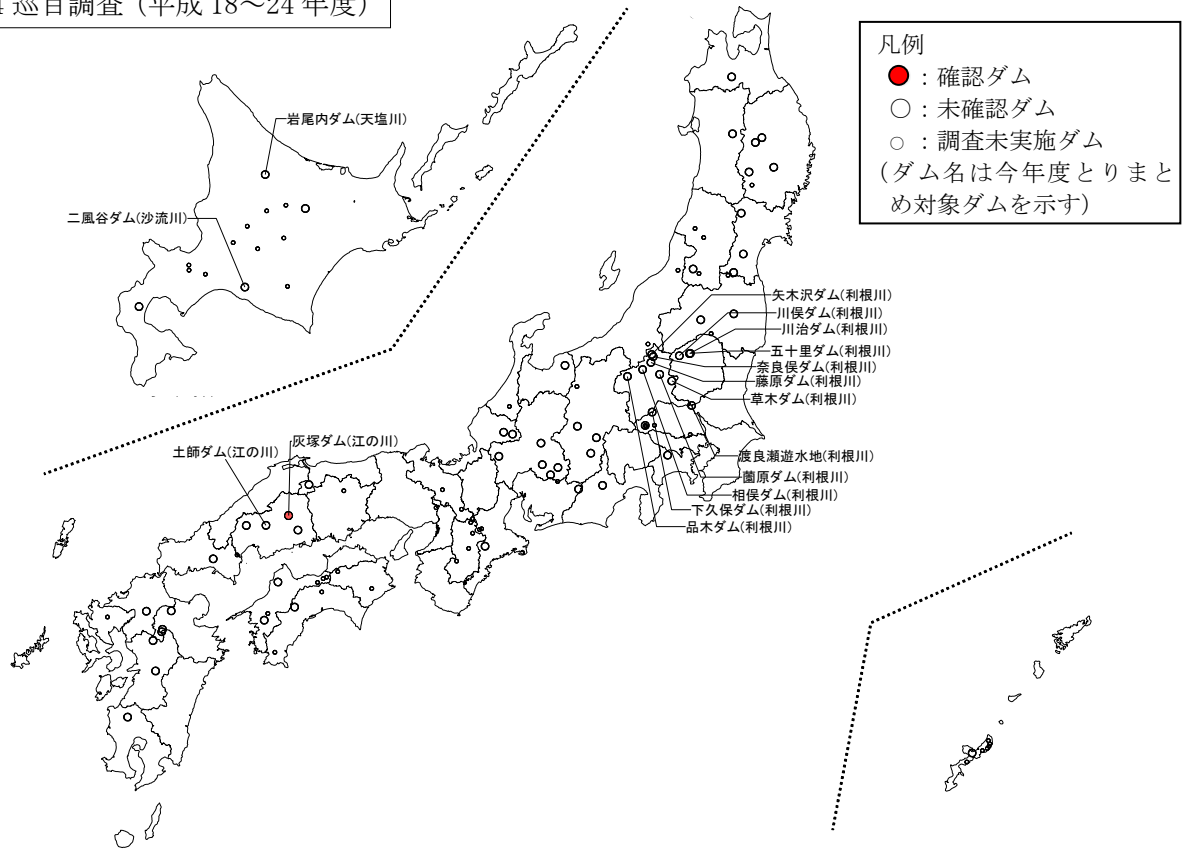 巡目調査（平成 18～24 年度）
凡例
：確認ダム
○：未確認ダム
○：調査未実施ダム
（ダム名は今年度とりまと
め対象ダムを示す）
岩尾内ダム(天塩川)
二風谷ダム(沙流川)
矢木沢ダム(利根川)
川俣ダム(利根川)
川治ダム(利根川)
五十里ダム(利根川)
奈良俣ダム(利根川)
藤原ダム(利根川)
草木ダム(利根川)
渡良瀬遊水地(利根川)
薗原ダム(利根川)
相俣ダム(利根川)
下久保ダム(利根川)
品木ダム(利根川)
灰塚ダム(江の川)
土師ダム(江の川)